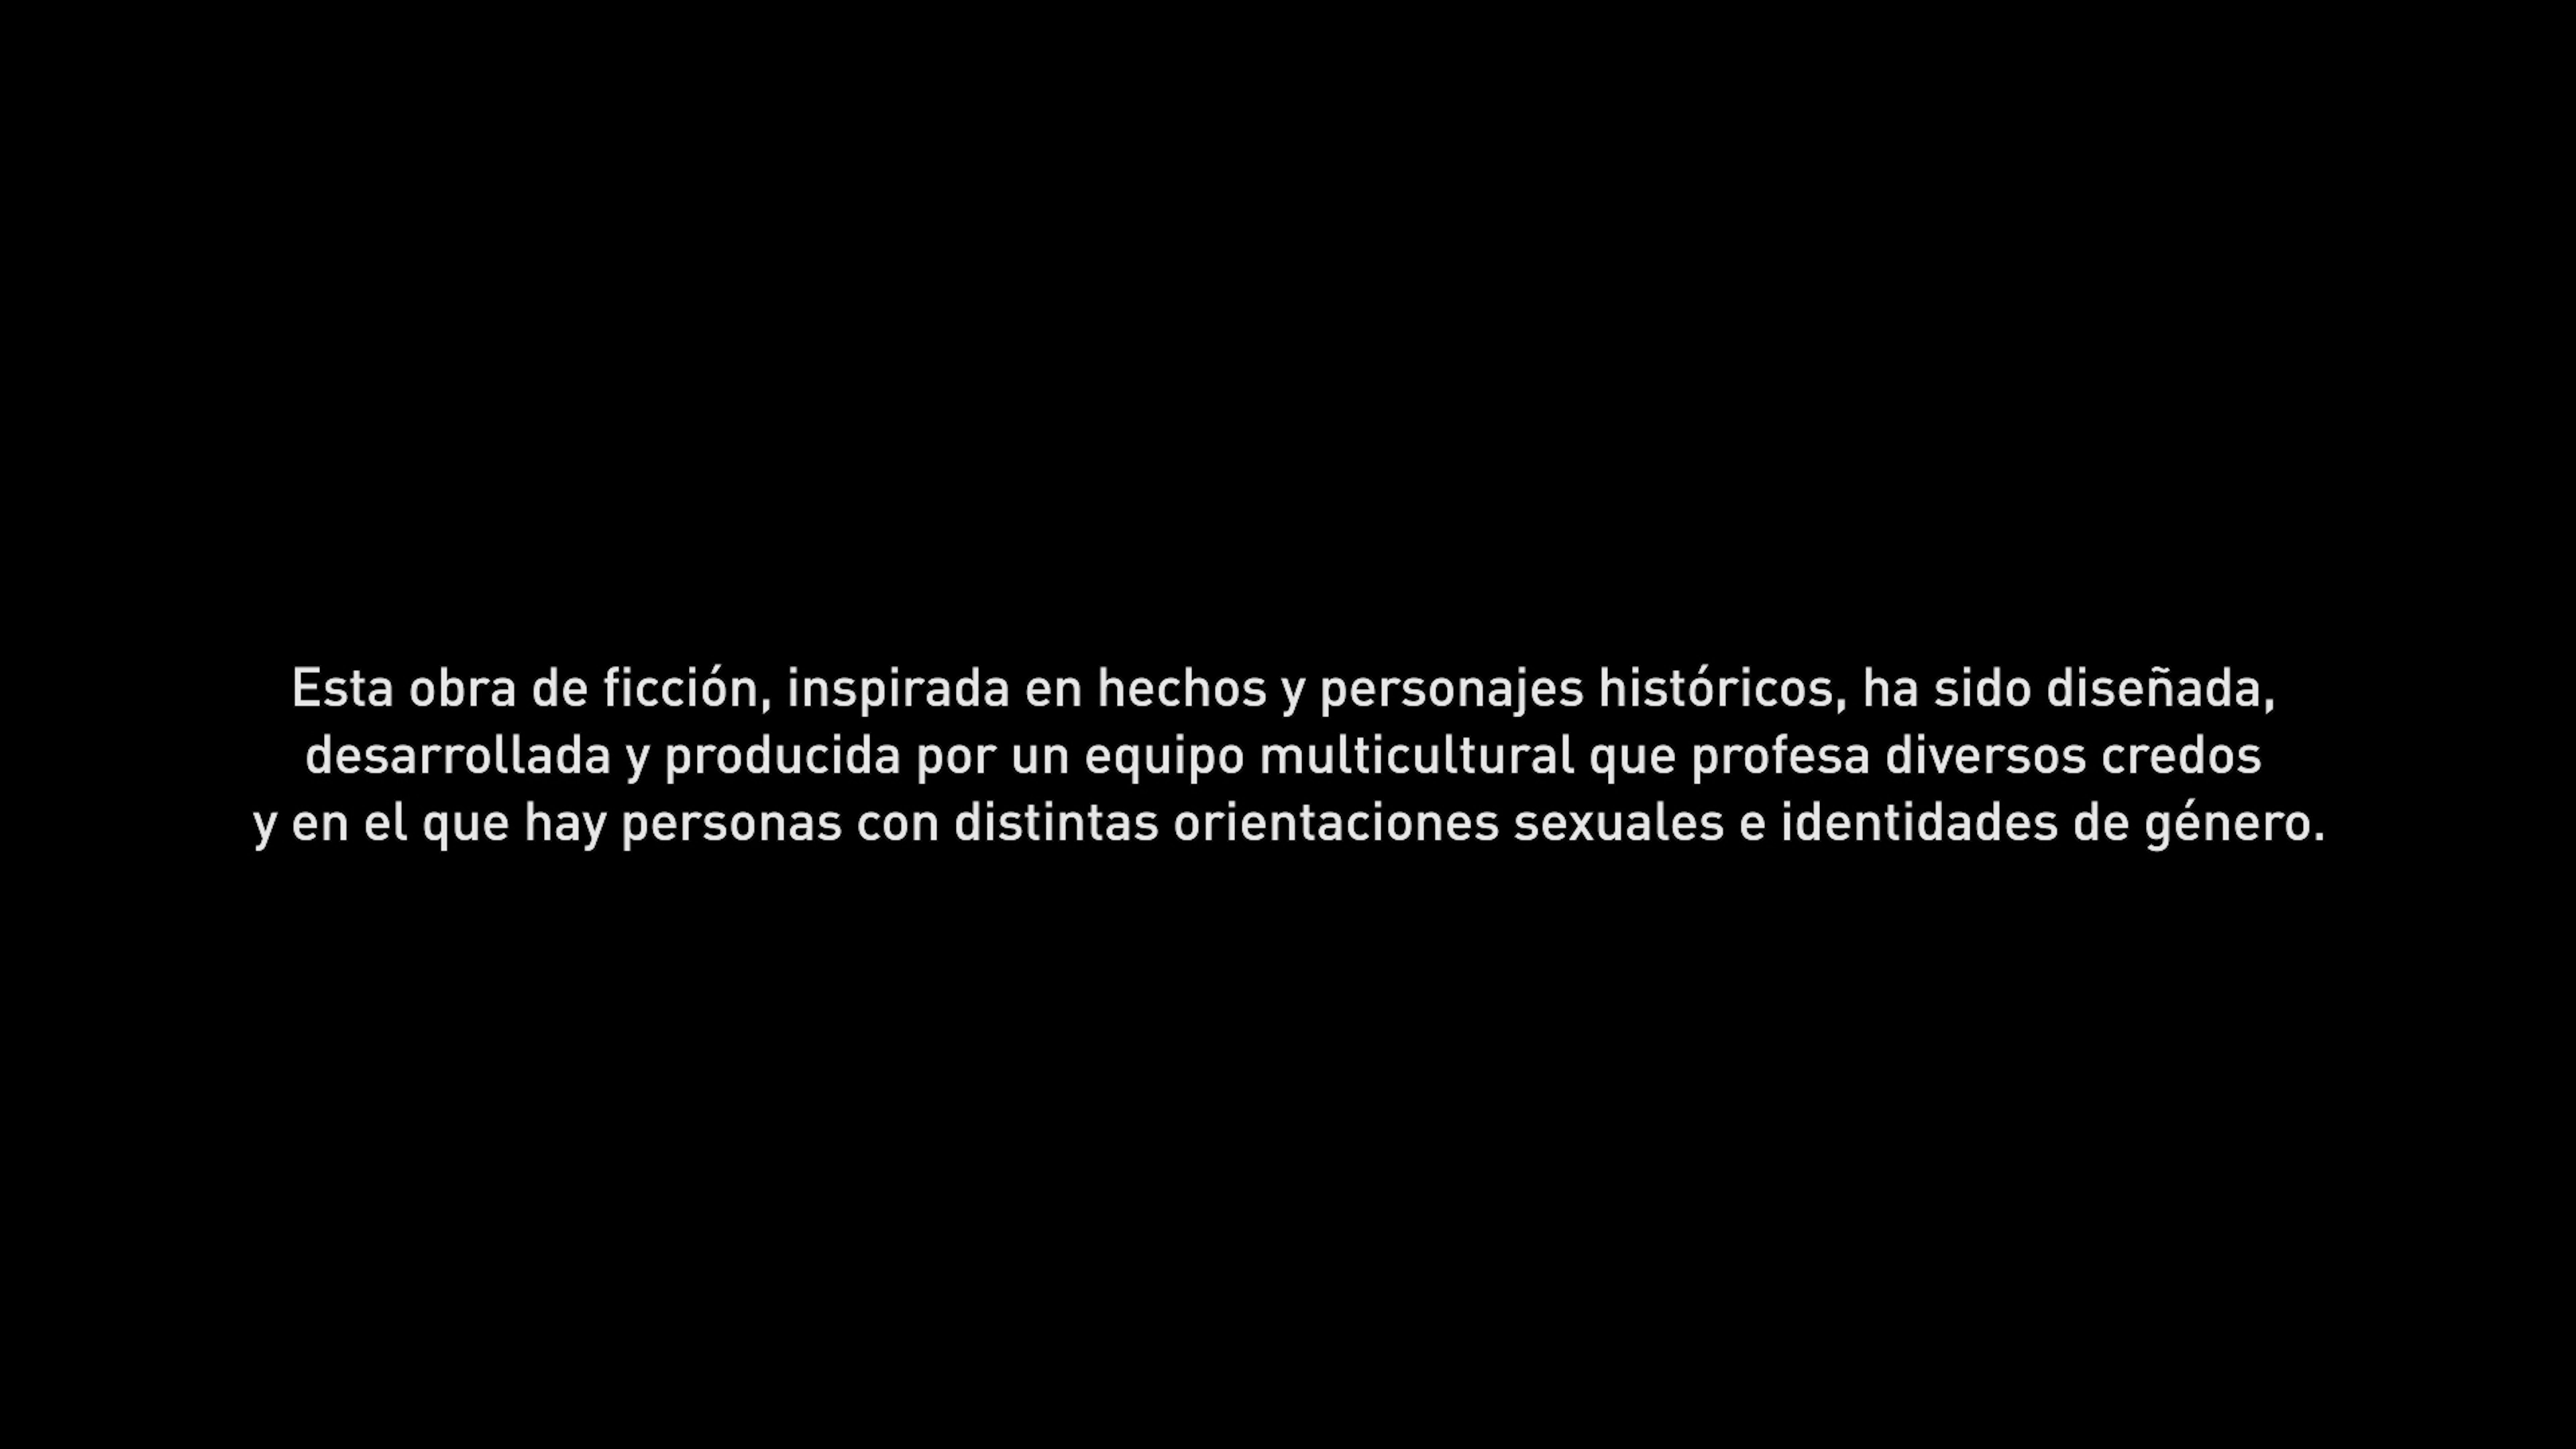 Esta obra de ficción, inspirada en hechos y personajes históricos, ha sido diseñada,
desarrollada y producida por un equipo multicultural que profesa diversos credos
y en el que hay personas con distintas orientaciones sexuales e identidades de género.